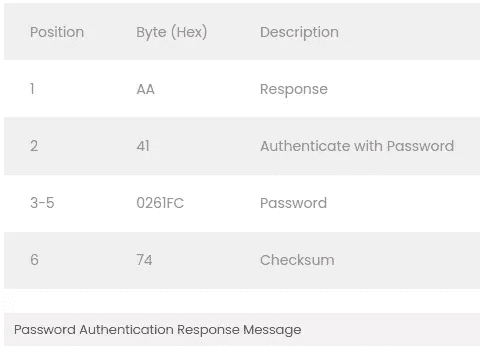 Position Byte (Hex) Description
1 AA Response
2 41 Authenticate with Password
3-5 0261FC Password
6 74 Checksum
Password Authentication Response Message